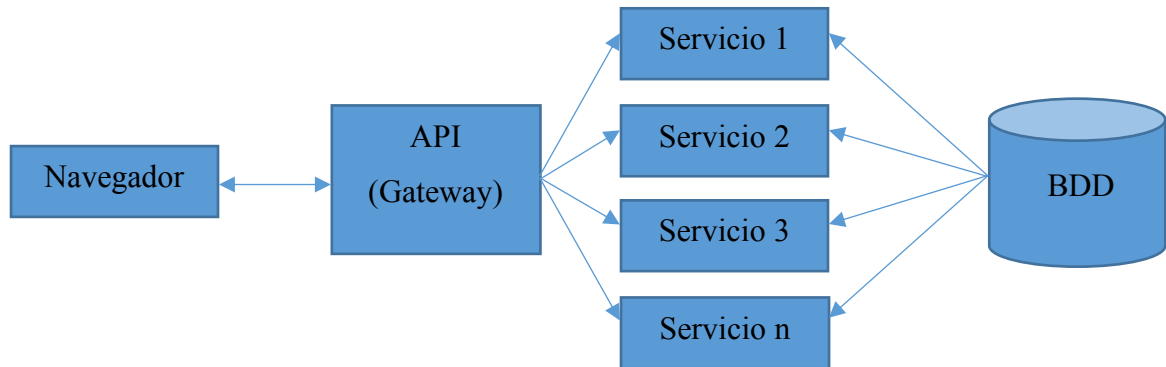 Navegador
API
(Gateway)
Servicio 1
Servicio 2
Servicio 3
Servicio n
BDD